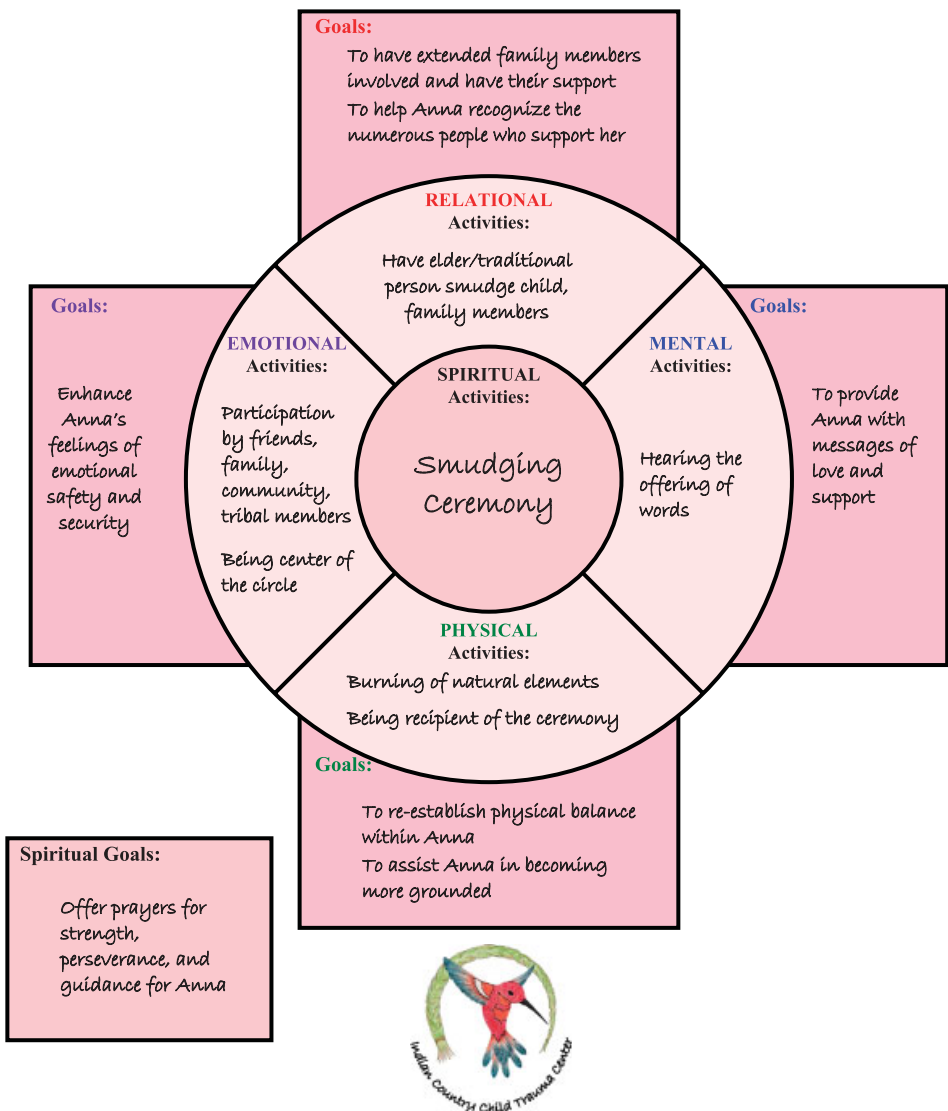 Goals:
To have extended family members
involved and have their support
To help Anna recognize the
numerous people who support her
RELATIONAL
Activities:
Have elder/traditional
person smudge child,
family members
Goals:
Enhance
Anna's
feelings of
emotional
safety and
security
EMOTIONAL
Activities:
Participation
by friends,
family,
community,
tribal members
Being center of
the circle
SPIRITUAL
Activities:
Smudging
Ceremony
MENTAL
Activities:
Hearing the
offering of
words
Goals:
To provide
Anna with
messages of
love and
support
PHYSICAL
Activities:
Burning of natural elements
Being recipient of the ceremony
Goals:
To re-establish physical balance
within Anna
To assist Anna in becoming
more grounded
Spiritual Goals:
Offer prayers for
strength,
perseverance, and
guidance for Anna
Indian Country Child Trauma Center